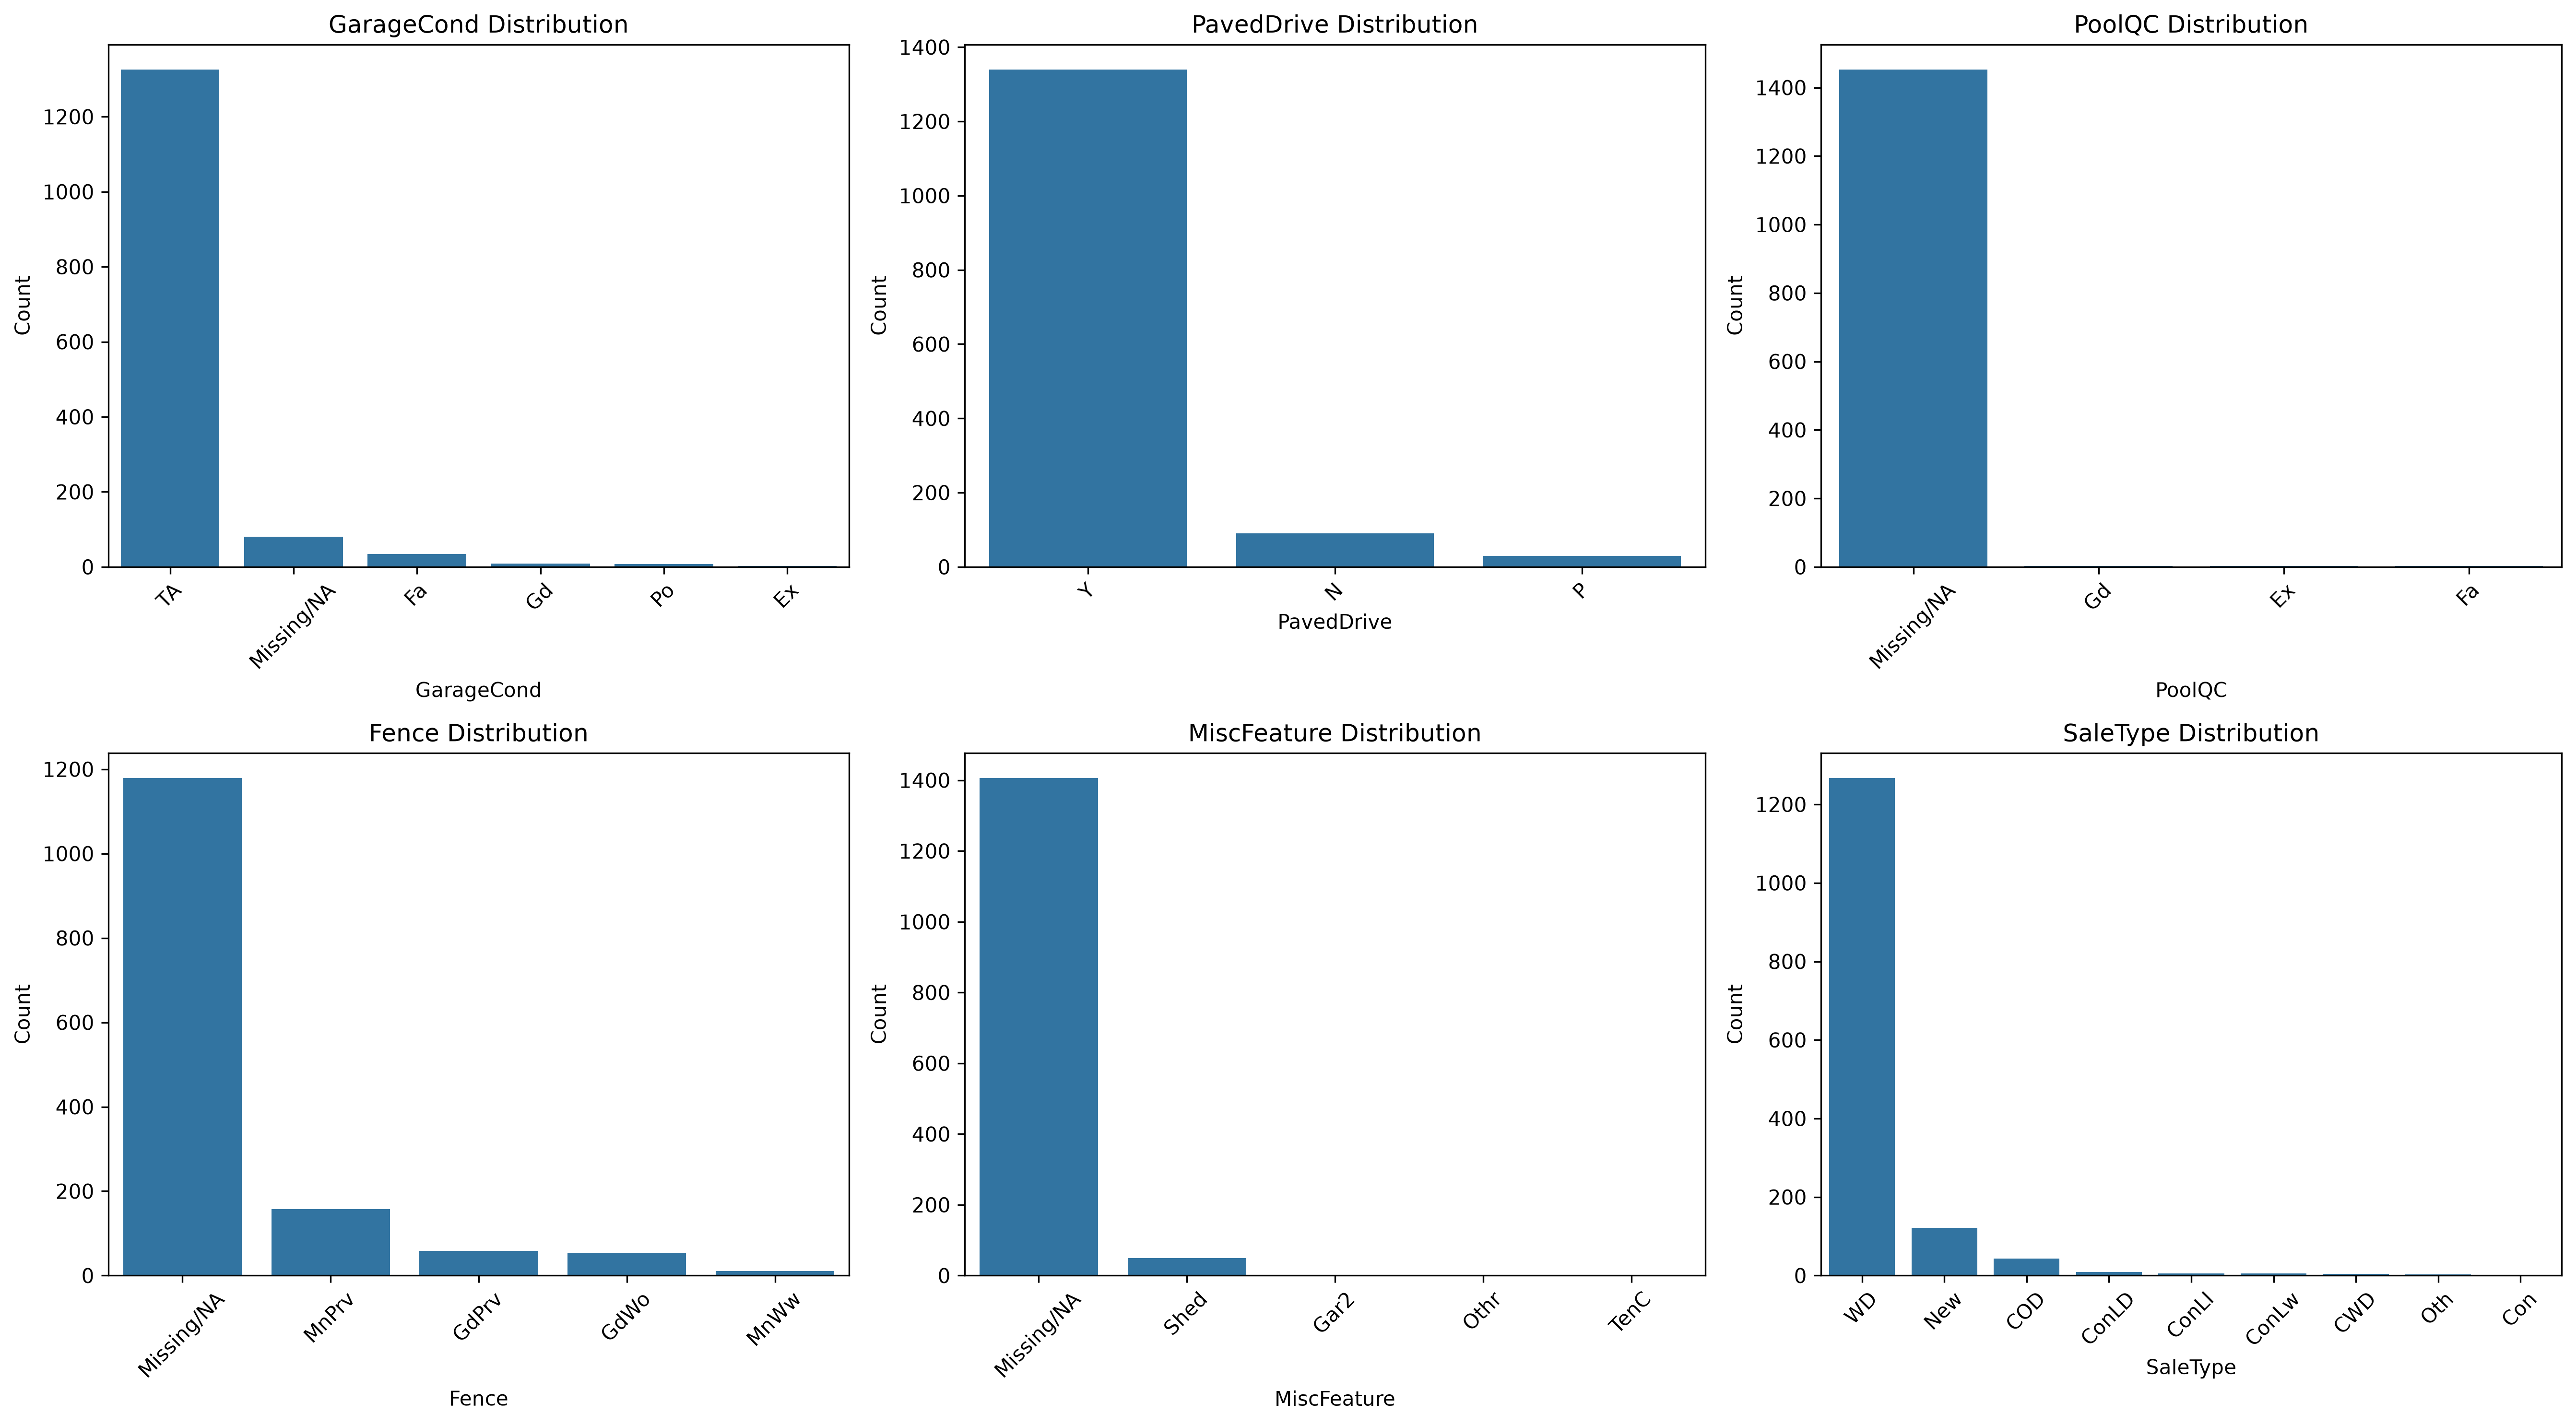 GarageCond Distribution
Count
1200
1000
800
600
400
200
0
TA
Missing/NA
Fa
Gd
Po
Ex
GarageCond
PavedDrive Distribution
Count
1400
1200
1000
800
600
400
200
0
Y
N
P
PavedDrive
PoolQC Distribution
Count
1400
1200
1000
800
600
400
200
0
Missing/NA
Gd
Ex
Fa
PoolQC
Fence Distribution
Count
1200
1000
800
600
400
200
0
Missing/NA
MnPrv
GdPrv
GdWo
MnWw
Fence
MiscFeature Distribution
Count
1400
1200
1000
800
600
400
200
0
Missing/NA
Shed
Gar2
Othr
TenC
MiscFeature
SaleType Distribution
Count
1200
1000
800
600
400
200
0
WD
New
COD
ConLD
ConLI
ConLw
CWD
Oth
Con
SaleType